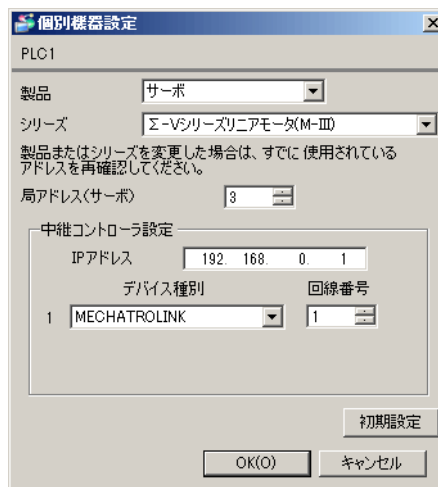 個別機器設定
PLC1
製品 サーボ
シリーズ Σ-Vシリーズリニアモータ(M-Ⅲ)
製品またはシリーズを変更した場合は、すでに使用されている
アドレスを再確認してください。
局アドレス(サーボ) 3
中継コントローラ設定
IPアドレス 192. 168. 0. 1
デバイス種別 回線番号
1 MECHATROLINK 1
初期設定
OK(O) キャンセル